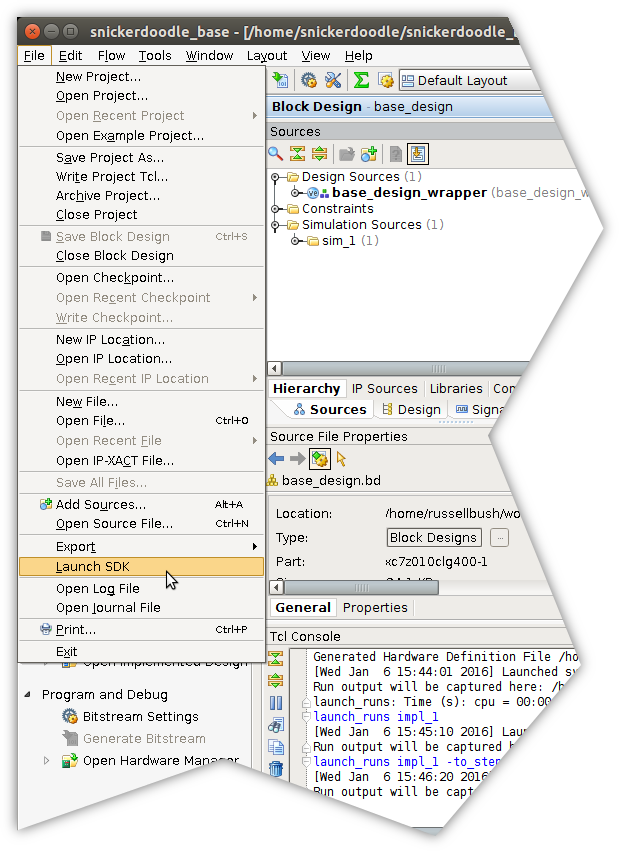 snickerdoodle_base - [/home/snickerdoodle/snickerdoodle_
File Edit Flow Tools Window Layout View Help
New Project...
Open Project...
Open Recent Project
Open Example Project...
Save Project As...
Write Project Tcl...
Archive Project...
Close Project
Save Block Design Ctrl+S
Close Block Design
Open Checkpoint...
Open Recent Checkpoint
Write Checkpoint...
New IP Location...
Open IP Location...
Open Recent IP Location
New File...
Open File... Ctrl+O
Open Recent File
Open IP-XACT File...
Save All Files...
Add Sources... Alt+A
Open Source File... Ctrl+N
Export
Launch SDK
Open Log File
Open Journal File
Print... Ctrl+P
Exit
Open Implemented Design
Program and Debug
Bitstream Settings
Generate Bitstream
Open Hardware Manager
Default Layout
Block Design - base_design
Sources
Design Sources (1)
base_design_wrapper (base_design_w
Constraints
Simulation Sources (1)
sim_1 (1)
Hierarchy IP Sources Libraries Con
Sources Design Signa
Source File Properties
base_design.bd
Location: /home/russellbush/wo
Type: Block Designs ...
Part: xc7z010clg400-1
General Properties
Tcl Console
Generated Hardware Definition File /ho
[Wed Jan 6 15:44:01 2016] Launched sy
Run output will be captured here: /h
launch_runs: Time (s): cpu = 00:00
launch_runs impl_1
[Wed Jan 6 15:45:10 2016] Laun
Run output will be captured h
launch_runs impl_1 -to_step
[Wed Jan 6 15:46:20 2016
Run output will be capt